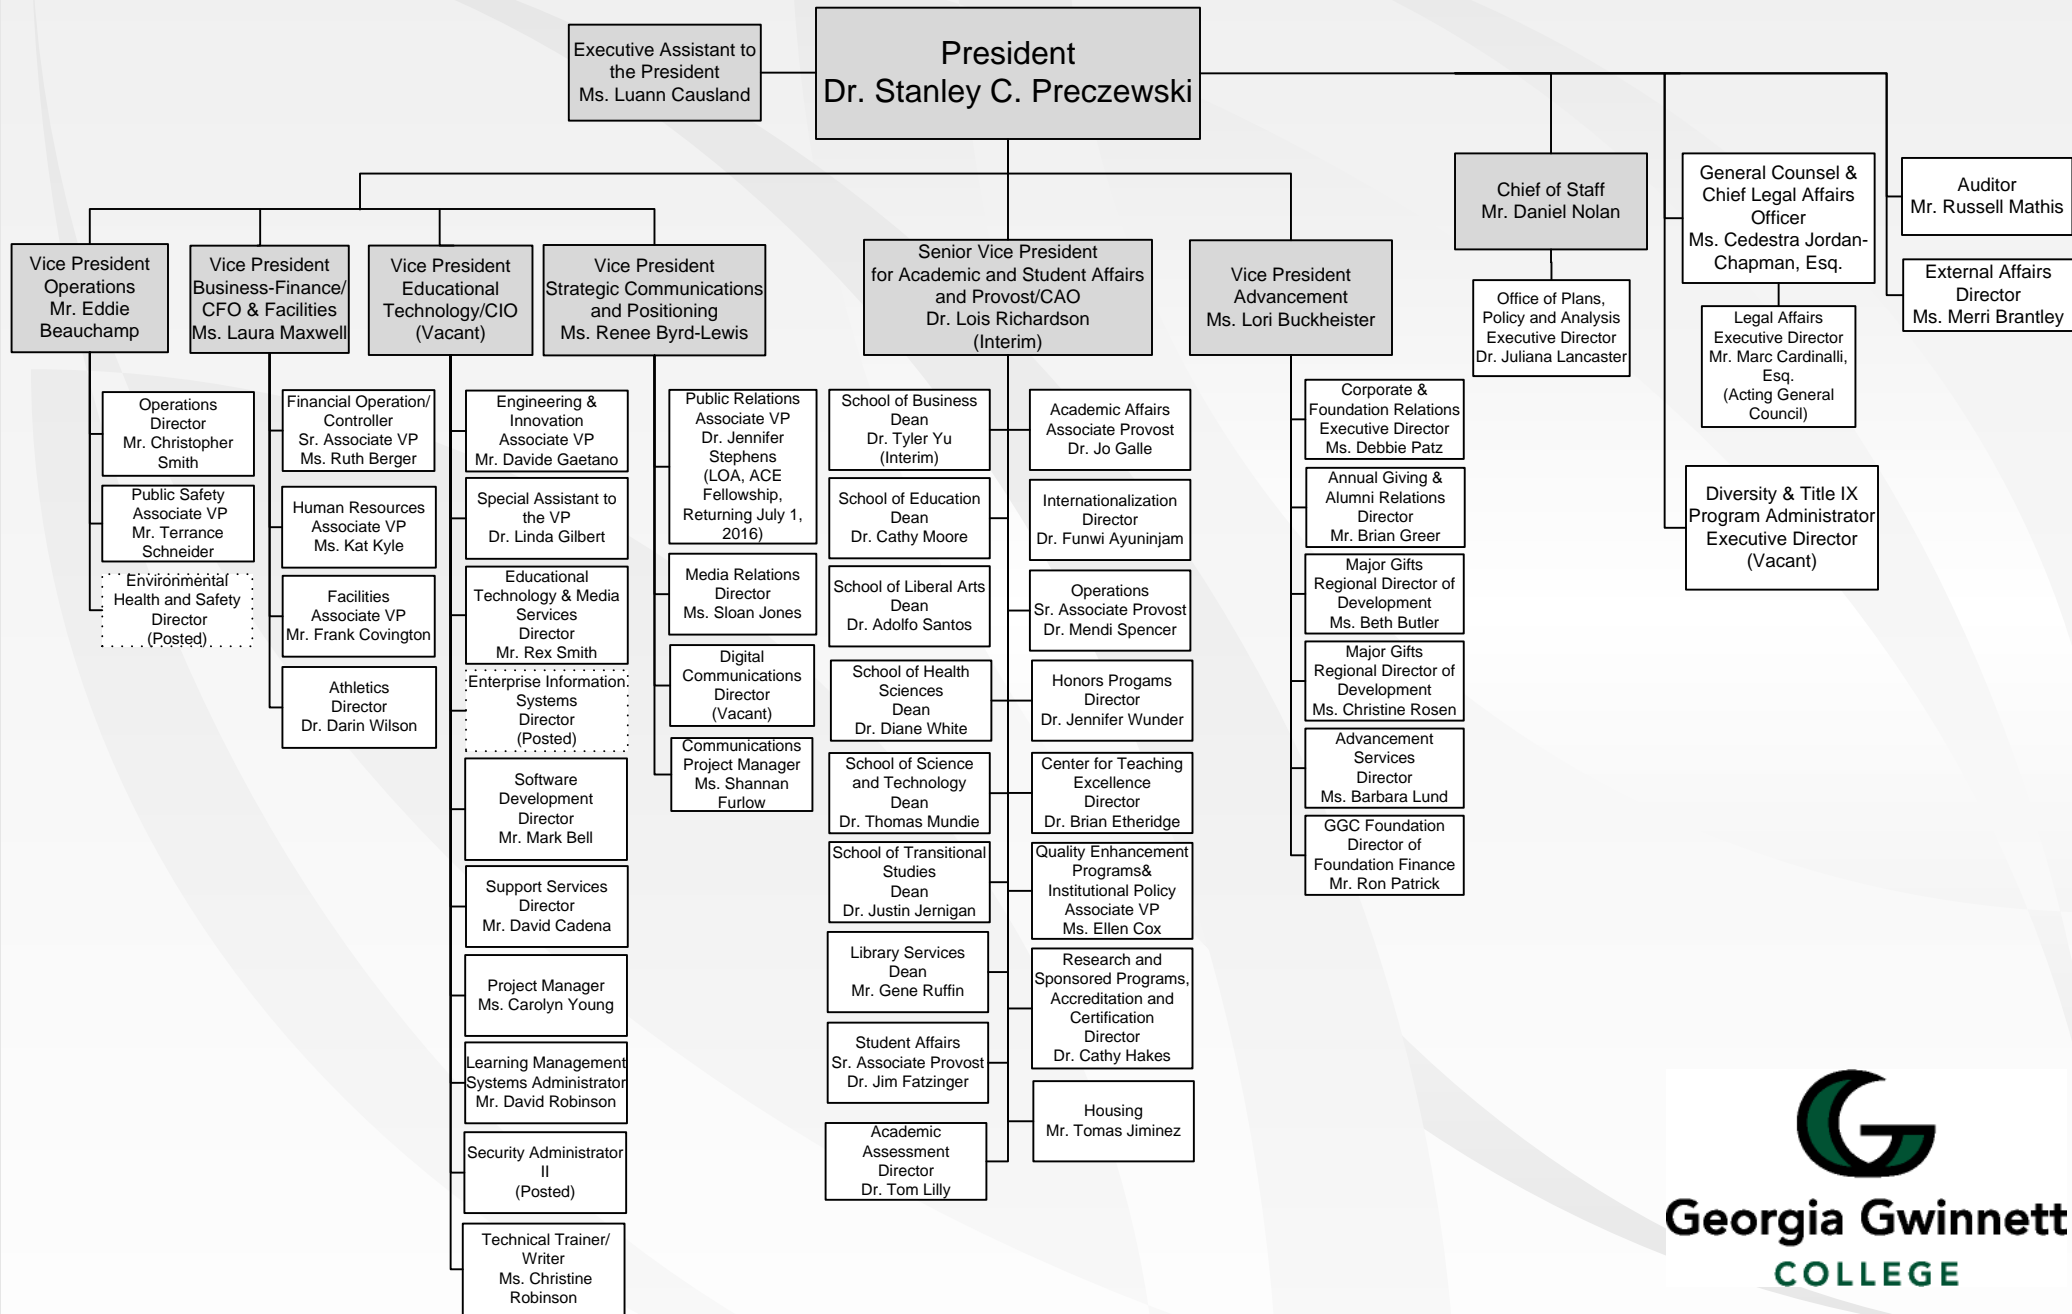 Executive Assistant to
the President
Ms. Luann Causland
President
Dr. Stanley C. Preczewski
Chief of Staff
Mr. Daniel Nolan
Office of Plans,
Policy and Analysis
Executive Director
Dr. Juliana Lancaster
General Counsel &
Chief Legal Affairs
Officer
Ms. Cedestra Jordan-
Chapman, Esq.
Legal Affairs
Executive Director
Mr. Marc Cardinalli,
Esq.
(Acting General
Council)
Auditor
Mr. Russell Mathis
External Affairs
Director
Ms. Merri Brantley
Diversity & Title IX
Program Administrator
Executive Director
(Vacant)
Vice President
Operations
Mr. Eddie
Beauchamp
Operations
Director
Mr. Christopher
Smith
Public Safety
Associate VP
Mr. Terrance
Schneider
Environmental
Health and Safety
Director
(Posted)
Vice President
Business-Finance/
CFO & Facilities
Ms. Laura Maxwell
Financial Operation/
Controller
Sr. Associate VP
Ms. Ruth Berger
Human Resources
Associate VP
Ms. Kat Kyle
Facilities
Associate VP
Mr. Frank Covington
Athletics
Director
Dr. Darin Wilson
Vice President
Educational
Technology/CIO
(Vacant)
Engineering &
Innovation
Associate VP
Mr. Davide Gaetano
Special Assistant to
the VP
Dr. Linda Gilbert
Educational
Technology & Media
Services
Director
Mr. Rex Smith
Enterprise Information
Systems
Director
(Posted)
Software
Development
Director
Mr. Mark Bell
Support Services
Director
Mr. David Cadena
Project Manager
Ms. Carolyn Young
Learning Management
Systems Administrator
Mr. David Robinson
Security Administrator
II
(Posted)
Technical Trainer/
Writer
Ms. Christine
Robinson
Vice President
Strategic Communications
and Positioning
Ms. Renee Byrd-Lewis
Public Relations
Associate VP
Dr. Jennifer
Stephens
(LOA, ACE
Fellowship,
Returning July 1,
2016)
Media Relations
Director
Ms. Sloan Jones
Digital
Communications
Director
(Vacant)
Communications
Project Manager
Ms. Shannan
Furlow
Senior Vice President
for Academic and Student Affairs
and Provost/CAO
Dr. Lois Richardson
(Interim)
School of Business
Dean
Dr. Tyler Yu
(Interim)
School of Education
Dean
Dr. Cathy Moore
School of Liberal Arts
Dean
Dr. Adolfo Santos
School of Health
Sciences
Dean
Dr. Diane White
School of Science
and Technology
Dean
Dr. Thomas Mundie
School of Transitional
Studies
Dean
Dr. Justin Jernigan
Library Services
Dean
Mr. Gene Ruffin
Student Affairs
Sr. Associate Provost
Dr. Jim Fatzinger
Academic
Assessment
Director
Dr. Tom Lilly
Academic Affairs
Associate Provost
Dr. Jo Galle
Internationalization
Director
Dr. Funwi Ayuninjam
Operations
Sr. Associate Provost
Dr. Mendi Spencer
Honors Progams
Director
Dr. Jennifer Wunder
Center for Teaching
Excellence
Director
Dr. Brian Etheridge
Quality Enhancement
Programs&
Institutional Policy
Associate VP
Ms. Ellen Cox
Research and
Sponsored Programs,
Accreditation and
Certification
Director
Dr. Cathy Hakes
Housing
Mr. Tomas Jiminez
Vice President
Advancement
Ms. Lori Buckheister
Corporate &
Foundation Relations
Executive Director
Ms. Debbie Patz
Annual Giving &
Alumni Relations
Director
Mr. Brian Greer
Major Gifts
Regional Director of
Development
Ms. Beth Butler
Major Gifts
Regional Director of
Development
Ms. Christine Rosen
Advancement
Services
Director
Ms. Barbara Lund
GGC Foundation
Director of
Foundation Finance
Mr. Ron Patrick
Georgia Gwinnett
COLLEGE